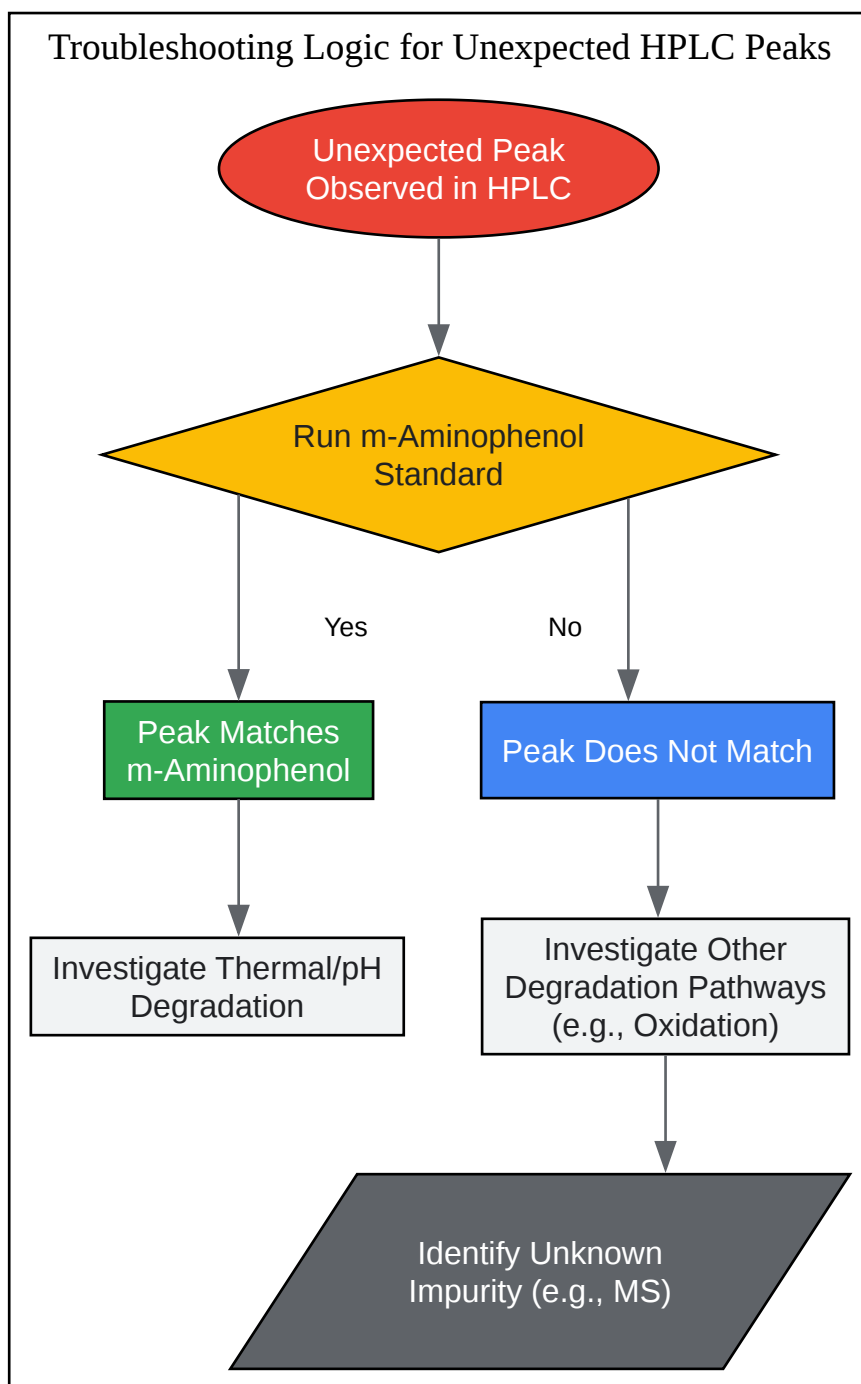 Troubleshooting Logic for Unexpected HPLC Peaks
Unexpected Peak
Observed in HPLC
Run m-Aminophenol
Standard
Yes
No
Peak Matches
m-Aminophenol
Peak Does Not Match
Investigate Thermal/pH
Degradation
Investigate Other
Degradation Pathways
(e.g., Oxidation)
Identify Unknown
Impurity (e.g., MS)